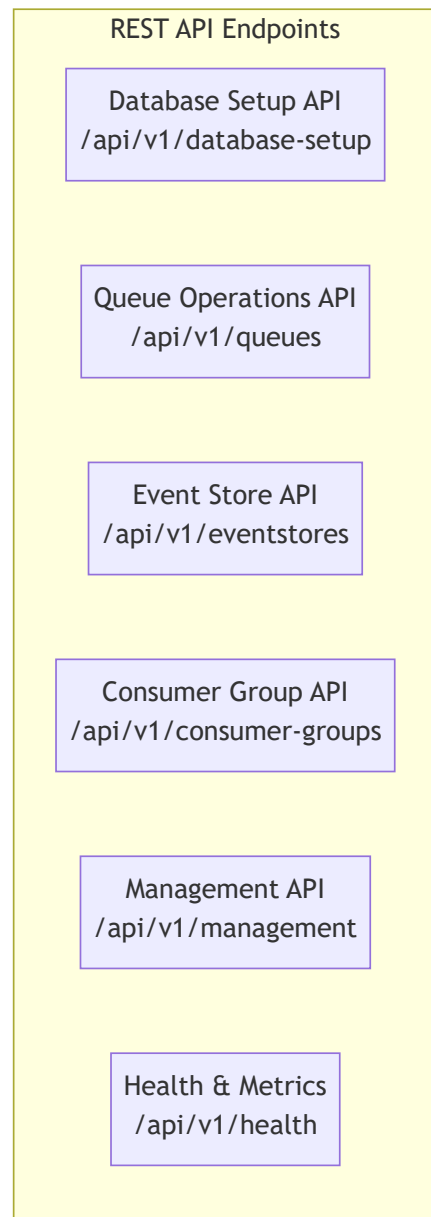 REST API Endpoints
Database Setup API
/api/v1/database-setup
Queue Operations API
/api/v1/queues
Event Store API
/api/v1/eventstores
Consumer Group API
/api/v1/consumer-groups
Management API
/api/v1/management
Health & Metrics
/api/v1/health